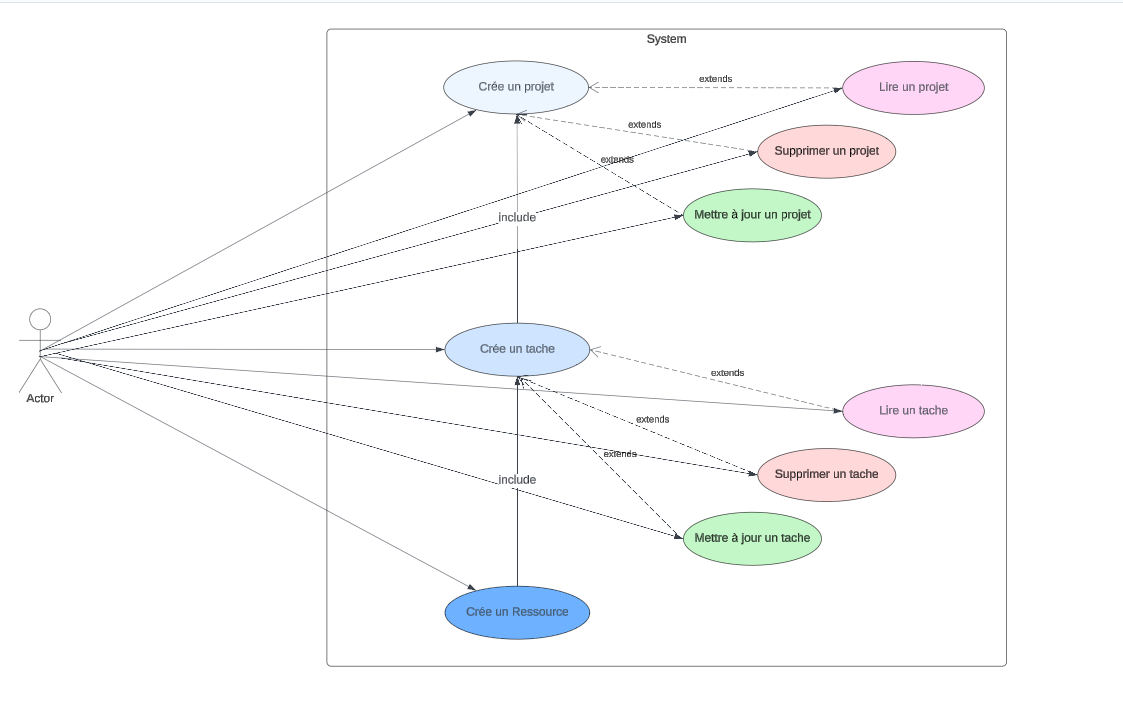 System
Crée un projet
extends
Lire un projet
extends
Supprimer un projet
extends
Mettre à jour un projet
include
Crée un tache
extends
Actor
Lire un tache
extends
extends
Supprimer un tache
include
Mettre à jour un tache
Crée un Ressource